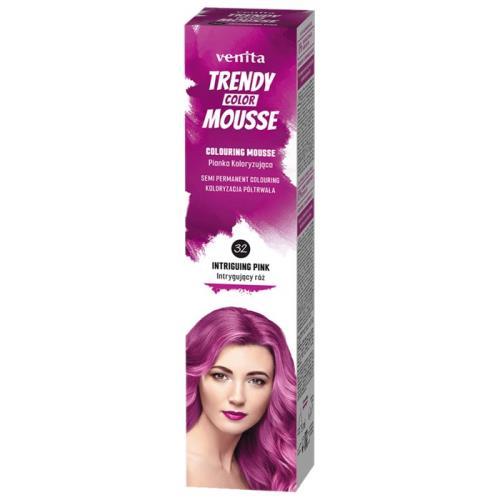 venita
TRENDY
COLOR
MOUSSE
COLOURING MOUSSE
Pianka Koloryzująca
SEMI PERMANENT COLOURING
KOLORYZACJA PÓŁTRWAŁA
32
INTRIGUING PINK
Intrygujący róż